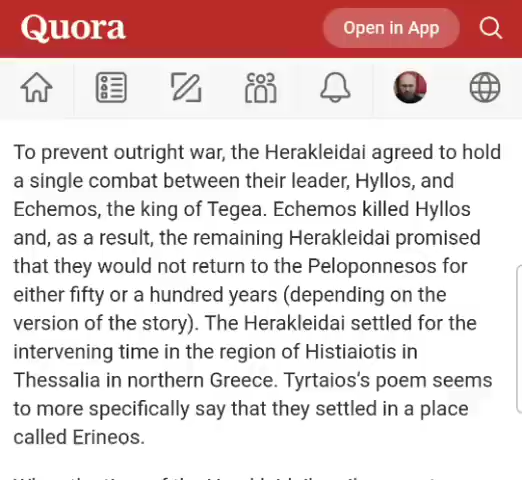 Quora
Open in App
To prevent outright war, the Herakleidai agreed to hold
a single combat between their leader, Hyllos, and
Echemos, the king of Tegea. Echemos killed Hyllos
and, as a result, the remaining Herakleidai promised
that they would not return to the Peloponnesos for
either fifty or a hundred years (depending on the
version of the story). The Herakleidai settled for the
intervening time in the region of Histiaiotis in
Thessalia in northern Greece. Tyrtaios‘s poem seems
to more specifically say that they settled in a place
called Erineos.